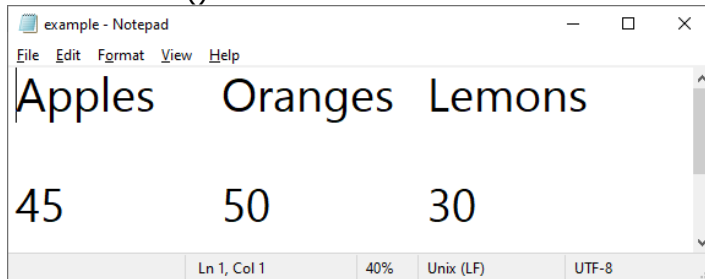 ()
example - Notepad
File Edit Format View Help
Apples Oranges Lemons
45 50 30
Ln 1, Col 1 40% Unix (LF) UTF-8